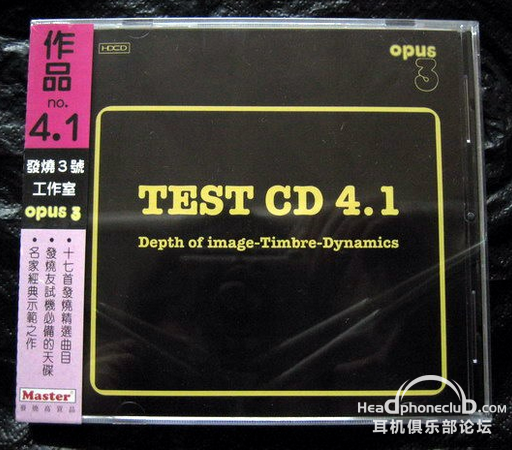 作品
no.
4.1
發燒3號
工作室
opus 3
• 十七首發燒精選曲目
• 發燒友試機必備的天碟
• 名家經典示範之作
Master
HDCD
opus
3
TEST CD 4.1
Depth of image-Timbre-Dynamics
Headphoneclub.com
耳机俱乐部论坛